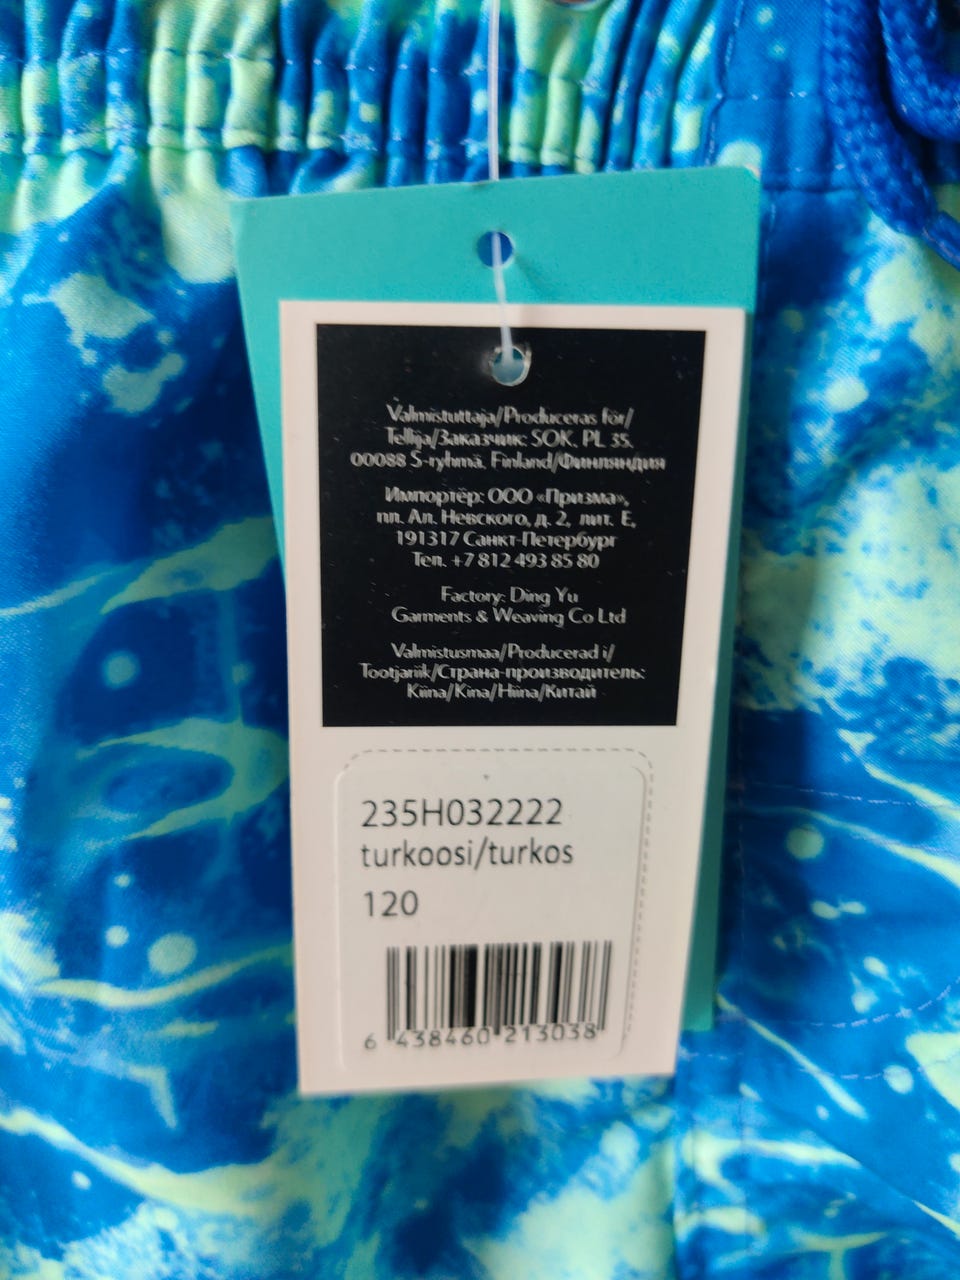 Valmistuttaja/Produceras för/
Tellija/Заказчик: SOK, PL 35,
00088 S-ryhmä, Finland/Финляндия
Импортёр: ООО «Призма»,
пл. Ал. Невского, д. 2, лит. Е,
191317 Санкт-Петербург
Тел. +7 812 493 85 80
Factory: Ding Yu
Garments & Weaving Co Ltd
Valmistusmaa/Producerad i/
Tootjariik/Страна-производитель:
Kiina/Kina/Hiina/Китай
235H032222
turkoosi/turkos
120
6 438460 213038